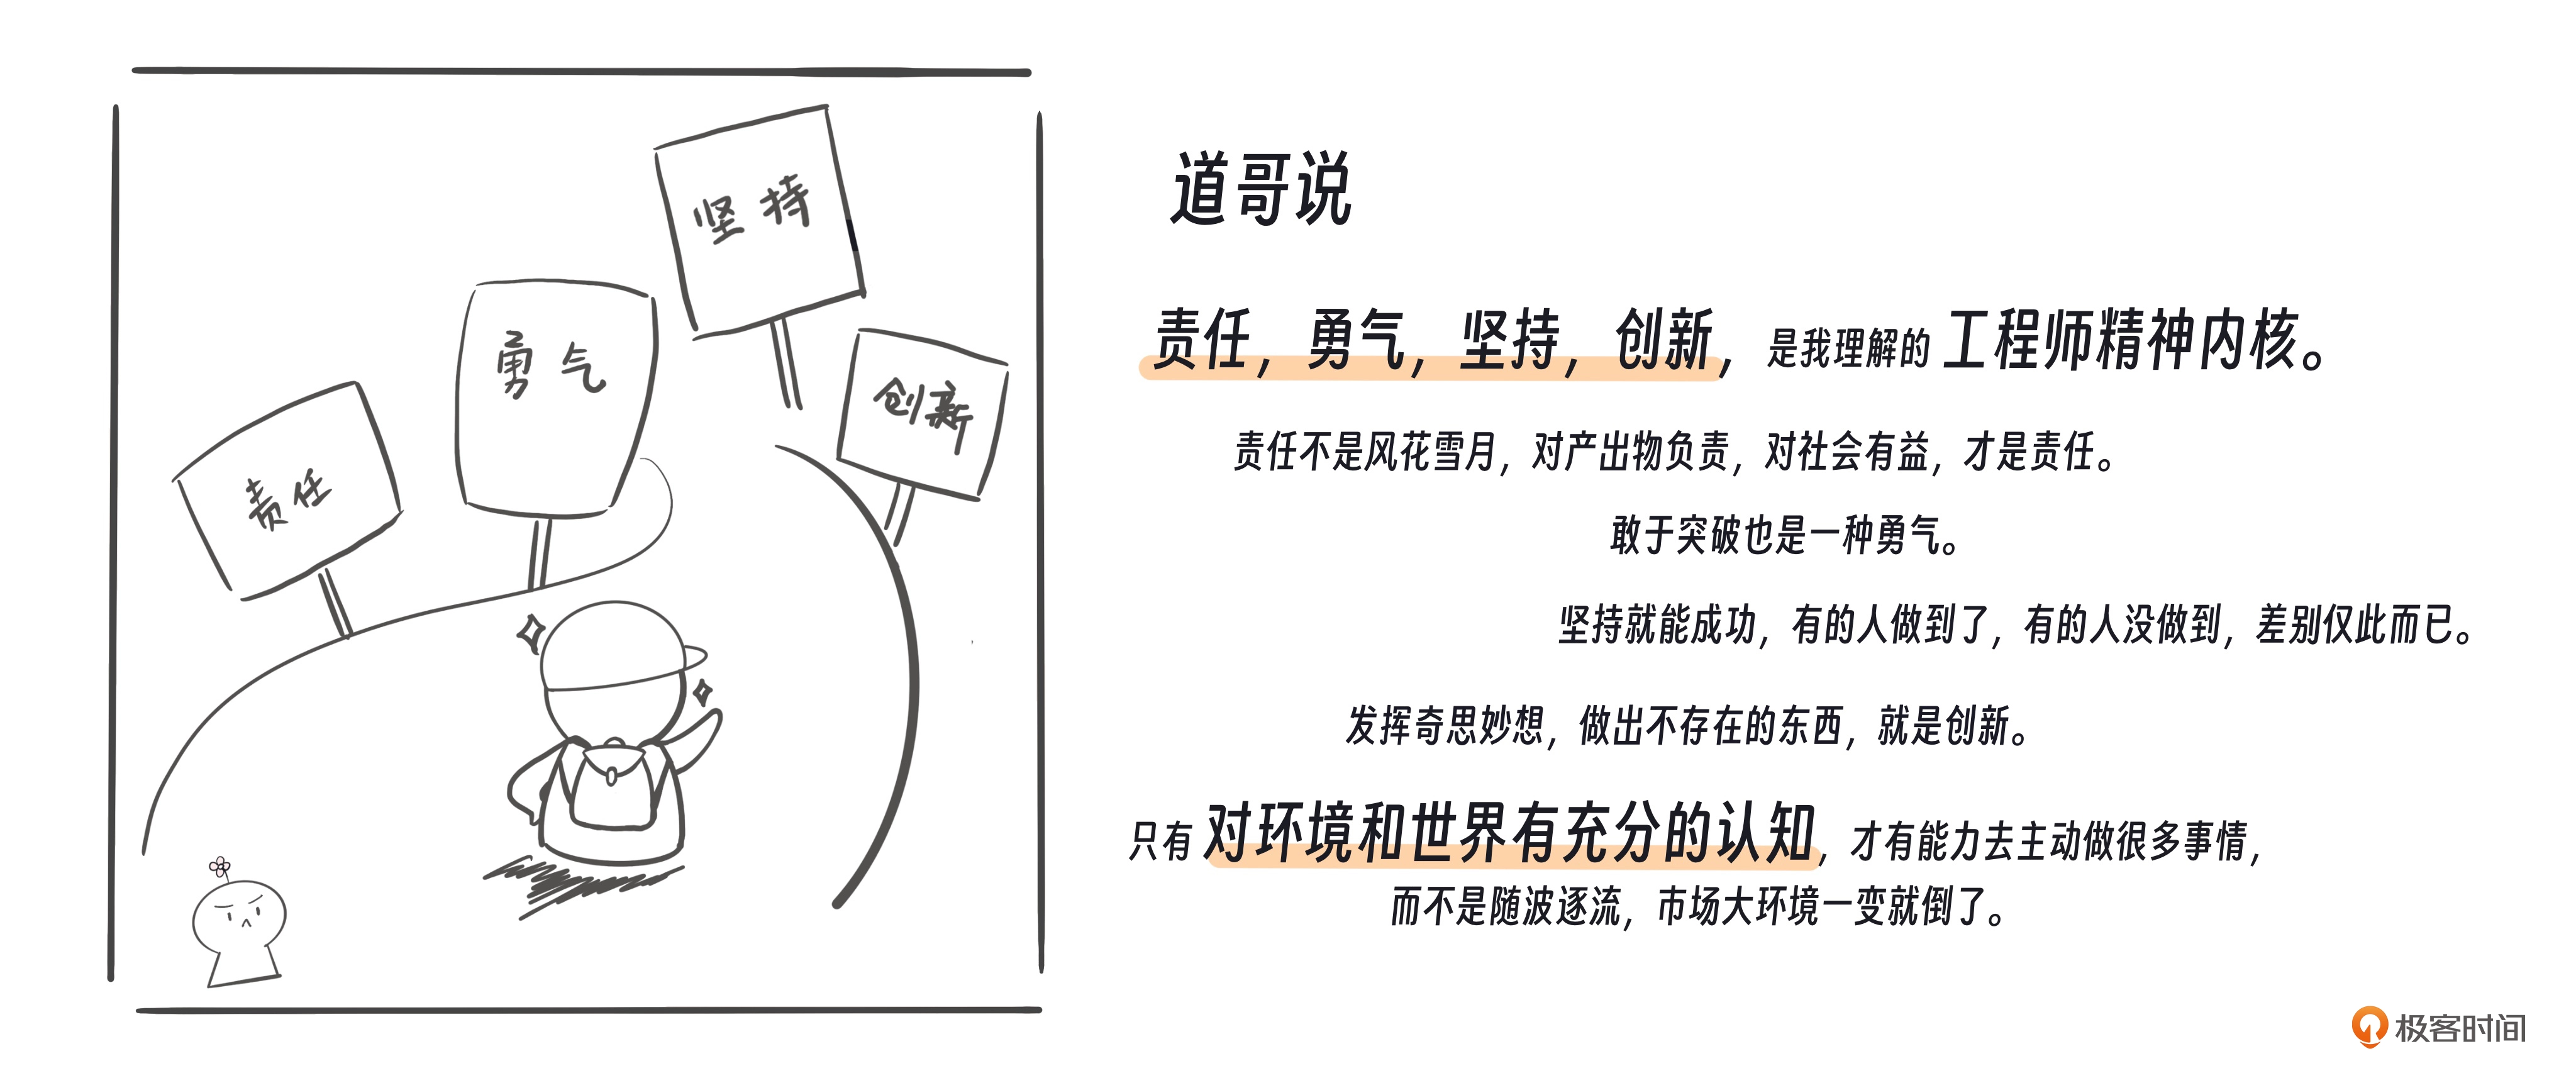 坚持
勇气
创新
责任
道哥说
责任，勇气，坚持，创新，是我理解的 工程师精神内核。
责任不是风花雪月，对产出物负责，对社会有益，才是责任。
敢于突破也是一种勇气。
坚持就能成功，有的人做到了，有的人没做到，差别仅此而已。
发挥奇思妙想，做出不存在的东西，就是创新。
只有 对环境和世界有充分的认知，才有能力去主动做很多事情，
而不是随波逐流，市场大环境一变就倒了。
极客时间